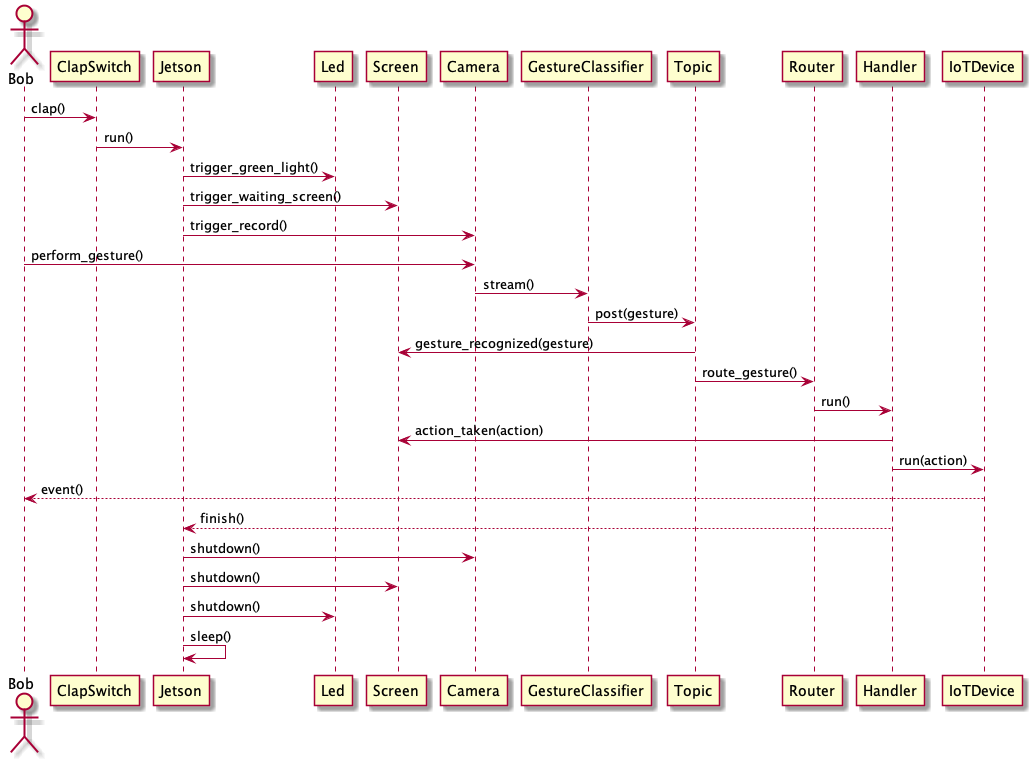 Bob
ClapSwitch
Jetson
Led
Screen
Camera
GestureClassifier
Topic
Router
Handler
IoTDevice
clap()
run()
trigger_green_light()
trigger_waiting_screen()
trigger_record()
perform_gesture()
stream()
post(gesture)
gesture_recognized(gesture)
route_gesture()
run()
action_taken(action)
run(action)
event()
finish()
shutdown()
shutdown()
shutdown()
sleep()
Bob
ClapSwitch
Jetson
Led
Screen
Camera
GestureClassifier
Topic
Router
Handler
IoTDevice